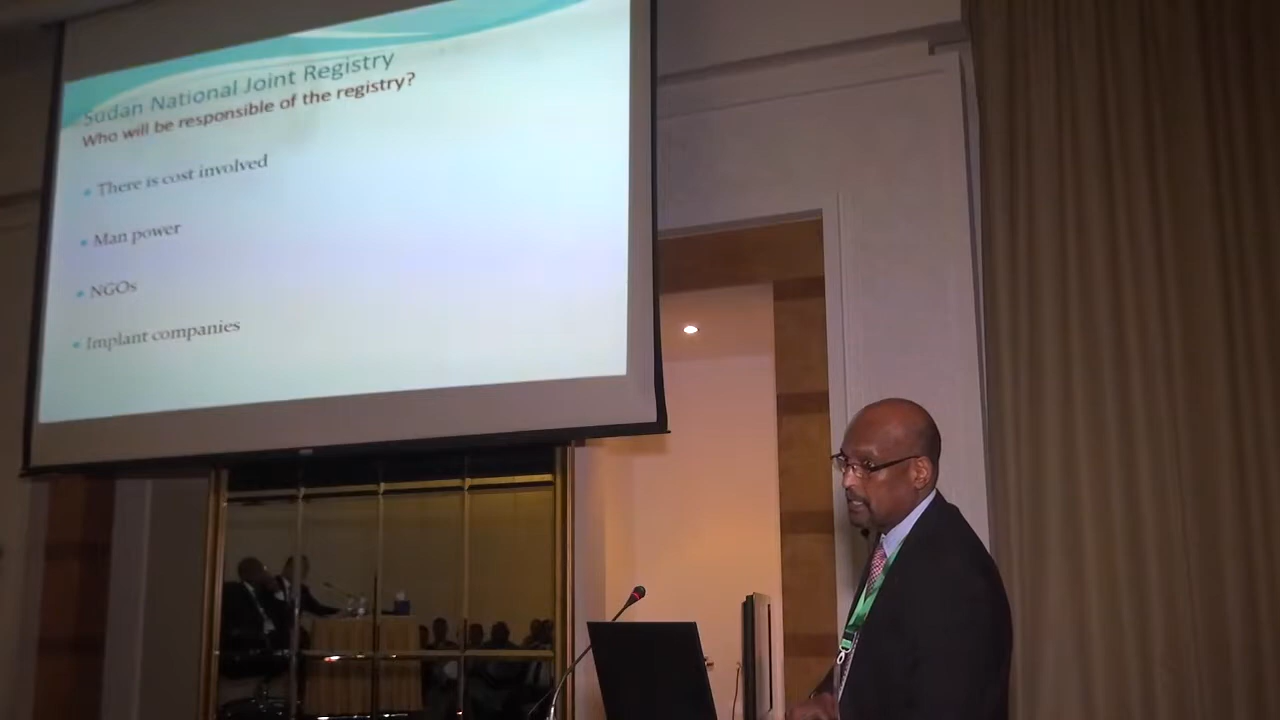 Sudan National Joint Registry
Who will be responsible of the registry?
There is cost involved
Man power
NGOs
Implant companies